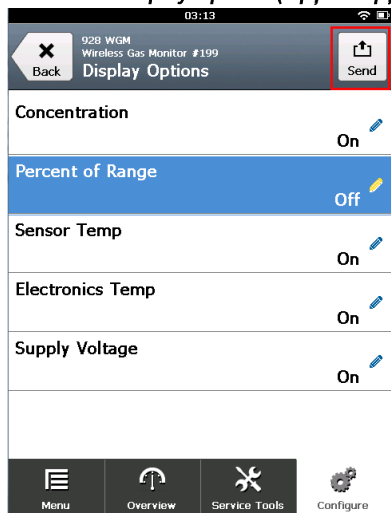 03:13
928 WGM
Wireless Gas Monitor #199
Display Options
Back
Send
Concentration
On
Percent of Range
Off
Sensor Temp
On
Electronics Temp
On
Supply Voltage
On
Menu
Overview
Service Tools
Configure